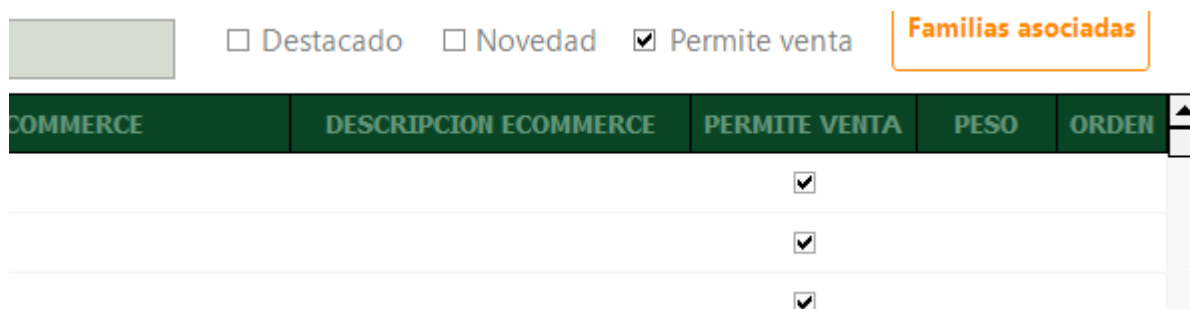 Destacado Novedad Permite venta Familias asociadas
COMMERCE DESCRIPCION ECOMMERCE PERMITE VENTA PESO ORDEN